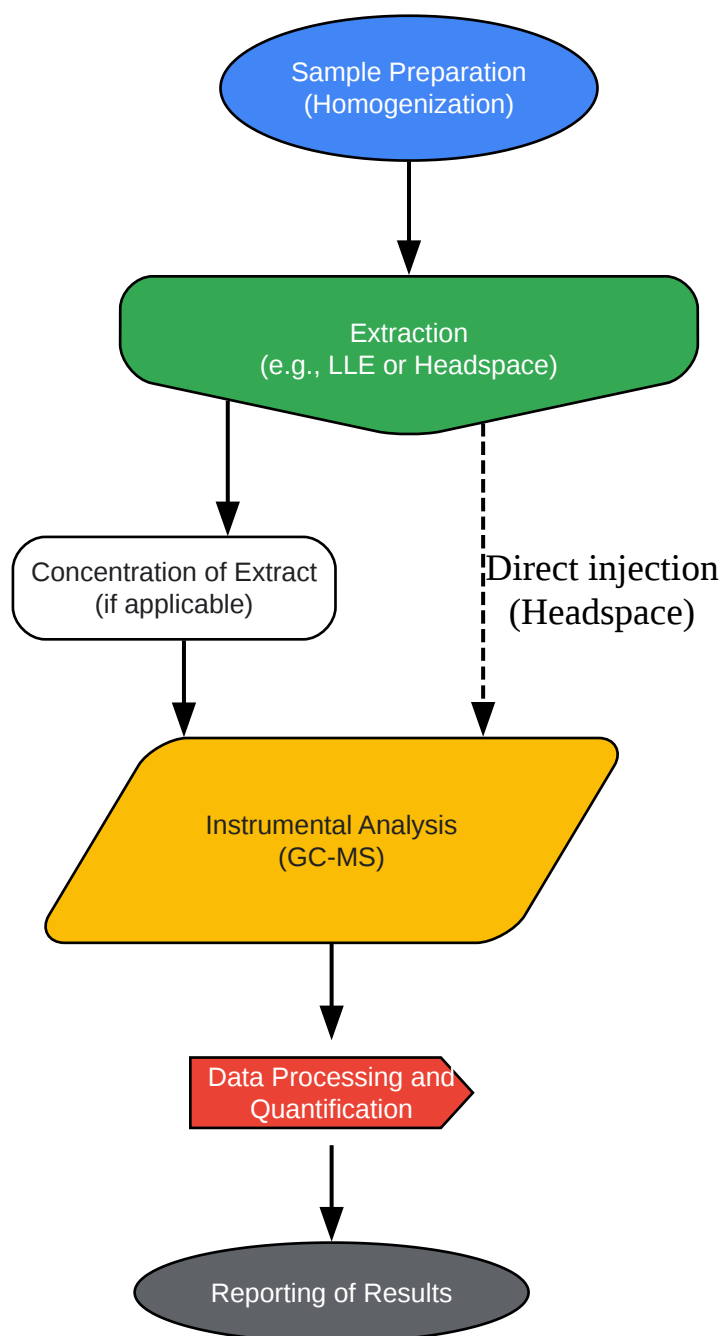 Sample Preparation
(Homogenization)
Extraction
(e.g., LLE or Headspace)
Direct injection
(Headspace)
Concentration of Extract
(if applicable)
Instrumental Analysis
(GC-MS)
Data Processing and
Quantification
Reporting of Results